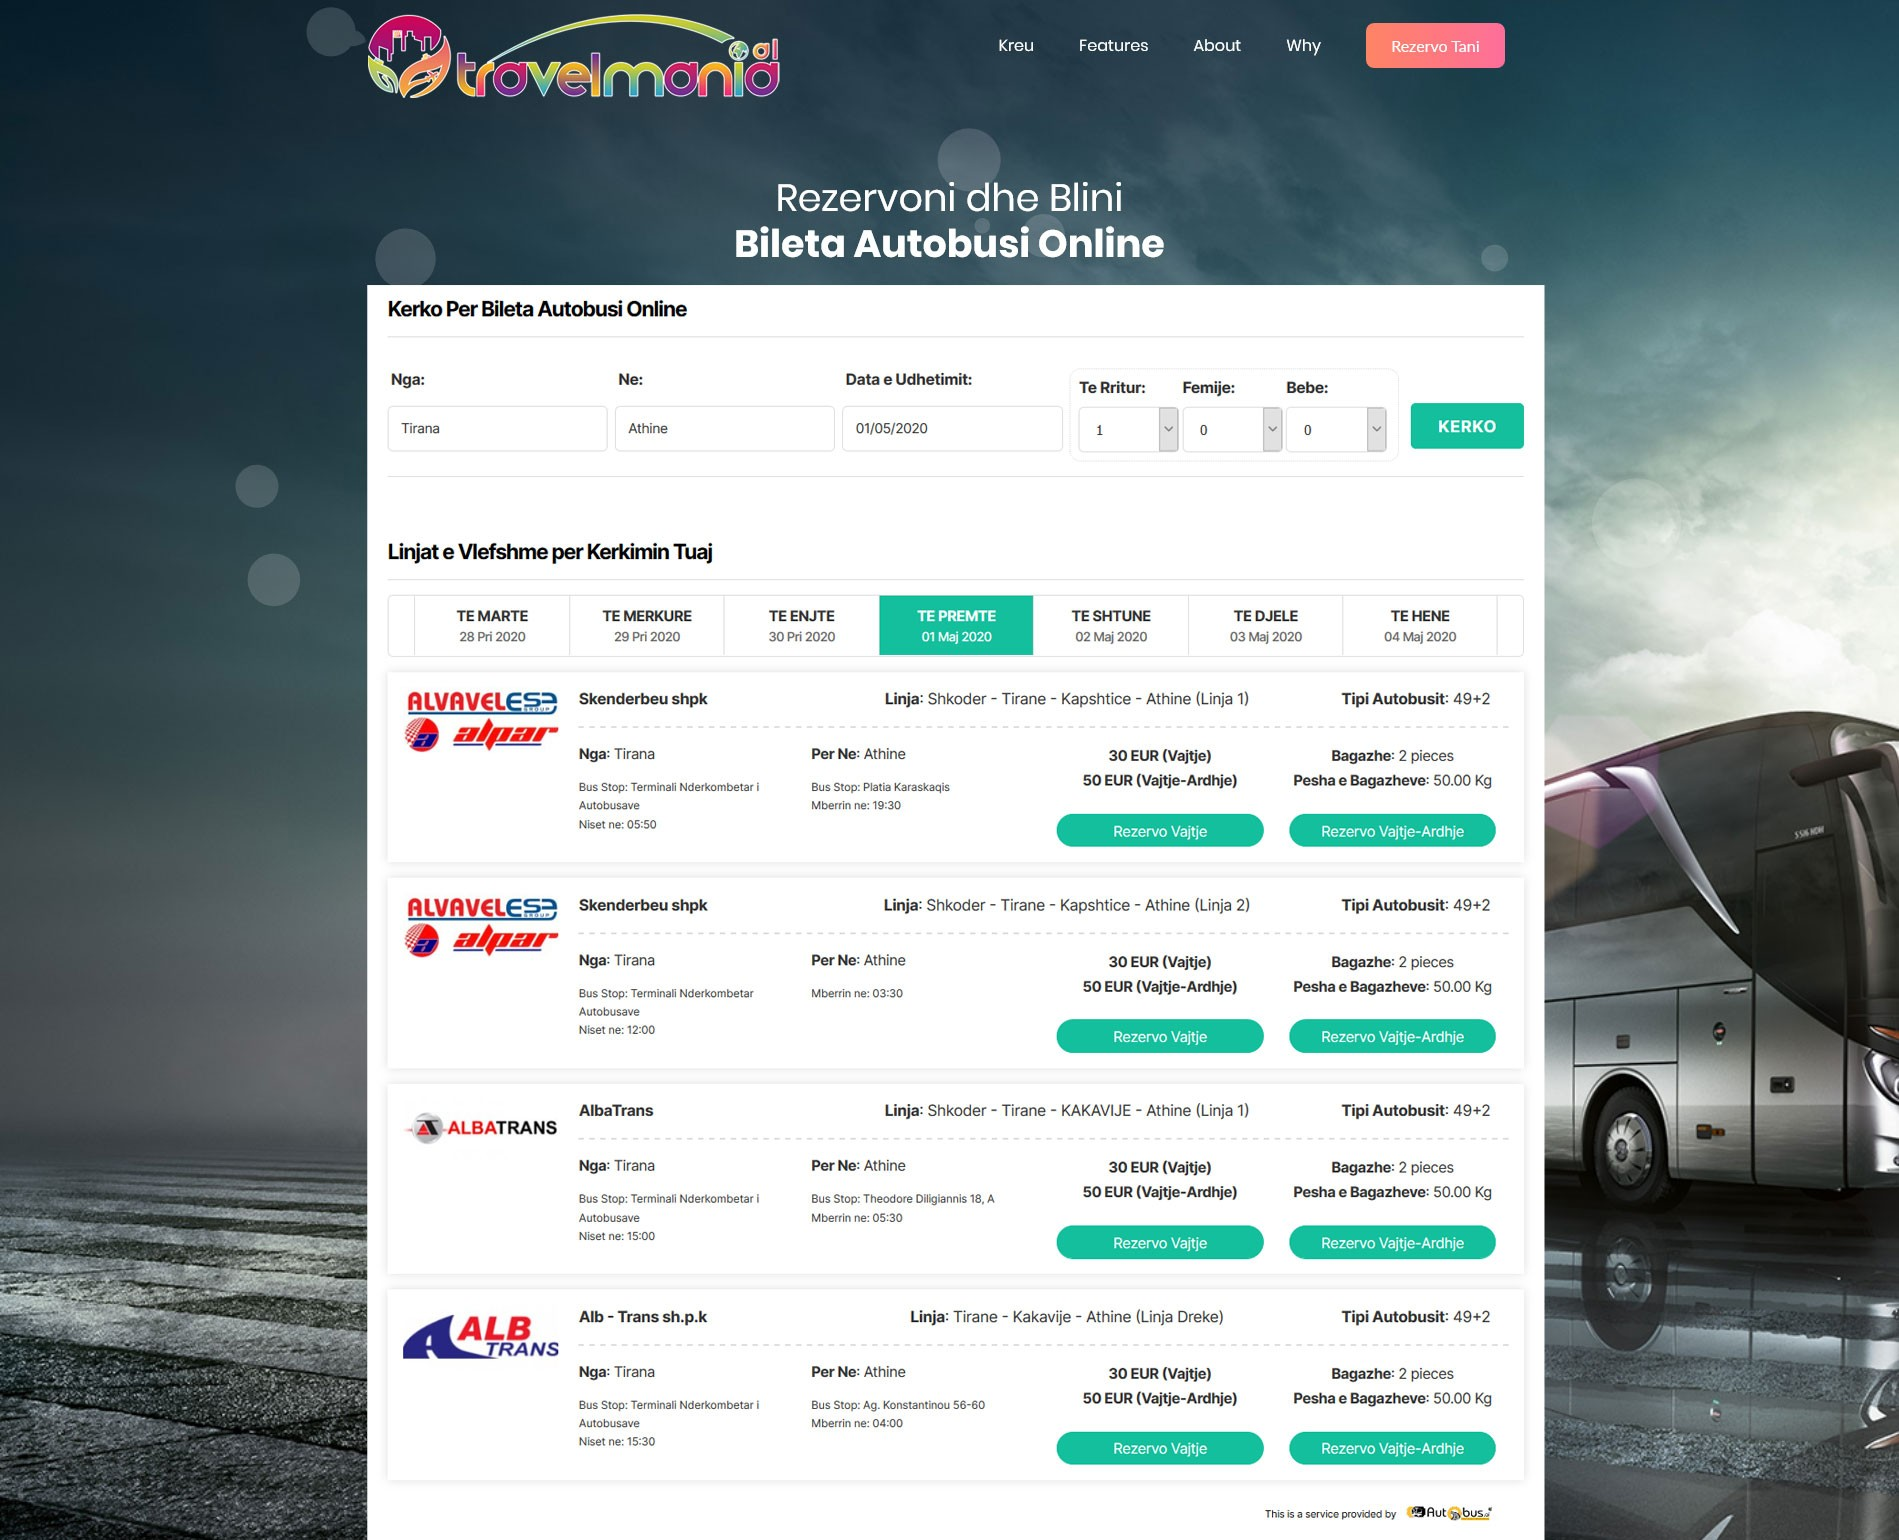 travelmania al
Kreu Features About Why Rezervo Tani
Rezervoni dhe Blini
Bileta Autobusi Online
Kerko Per Bileta Autobusi Online
Nga: Ne: Data e Udhetimit: Te Rritur: Femije: Bebe:
Tirana Athine 01/05/2020 1 0 0 KERKO
Linjat e Vlefshme per Kerkimin Tuaj
TE MARTE TE MERKURE TE ENJTE TE PREMTE TE SHTUNE TE DJELE TE HENE
28 Pri 2020 29 Pri 2020 30 Pri 2020 01 Maj 2020 02 Maj 2020 03 Maj 2020 04 Maj 2020
ALVAVEL GROUP
a alpar
Skenderbeu shpk Linja: Shkoder - Tirane - Kapshtice - Athine (Linja 1) Tipi Autobusit: 49+2
Nga: Tirana Per Ne: Athine 30 EUR (Vajtje) Bagazhe: 2 pieces
50 EUR (Vajtje-Ardhje) Pesha e Bagazheve: 50.00 Kg
Bus Stop: Terminali Nderkombetar i Bus Stop: Platia Karaskaqis
Autobusave Mberrin ne: 19:30
Niset ne: 05:50
Rezervo Vajtje Rezervo Vajtje-Ardhje
ALVAVEL GROUP
a alpar
Skenderbeu shpk Linja: Shkoder - Tirane - Kapshtice - Athine (Linja 2) Tipi Autobusit: 49+2
Nga: Tirana Per Ne: Athine 30 EUR (Vajtje) Bagazhe: 2 pieces
50 EUR (Vajtje-Ardhje) Pesha e Bagazheve: 50.00 Kg
Bus Stop: Terminali Nderkombetar Mberrin ne: 03:30
Autobusave
Niset ne: 12:00
Rezervo Vajtje Rezervo Vajtje-Ardhje
ALBATRANS
AlbaTrans Linja: Shkoder - Tirane - KAKAVIJE - Athine (Linja 1) Tipi Autobusit: 49+2
Nga: Tirana Per Ne: Athine 30 EUR (Vajtje) Bagazhe: 2 pieces
50 EUR (Vajtje-Ardhje) Pesha e Bagazheve: 50.00 Kg
Bus Stop: Terminali Nderkombetar i Bus Stop: Theodore Diligiannis 18, A
Autobusave Mberrin ne: 05:30
Niset ne: 15:00
Rezervo Vajtje Rezervo Vajtje-Ardhje
ALB
TRANS
Alb - Trans sh.p.k Linja: Tirane - Kakavije - Athine (Linja Dreke) Tipi Autobusit: 49+2
Nga: Tirana Per Ne: Athine 30 EUR (Vajtje) Bagazhe: 2 pieces
50 EUR (Vajtje-Ardhje) Pesha e Bagazheve: 50.00 Kg
Bus Stop: Terminali Nderkombetar i Bus Stop: Ag. Konstantinou 56-60
Autobusave Mberrin ne: 04:00
Niset ne: 15:30
Rezervo Vajtje Rezervo Vajtje-Ardhje
This is a service provided by Autobus